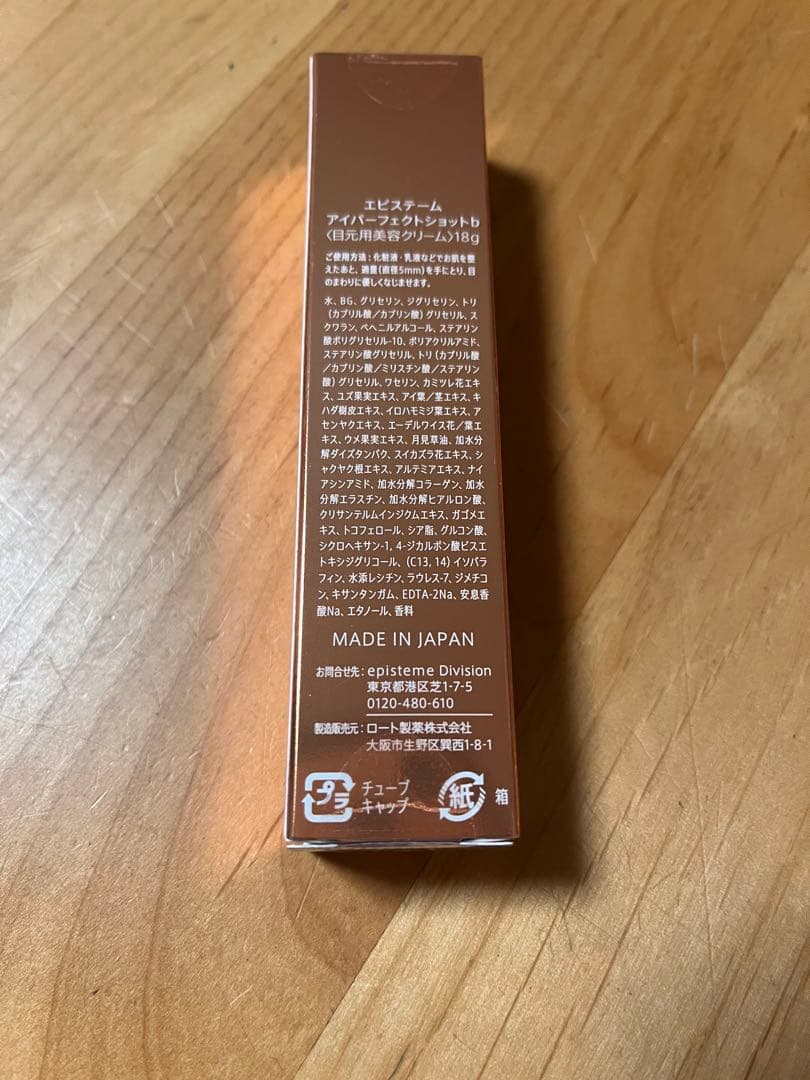 エピステーム
アイパーフェクトショットb
〈目元用美容クリーム〉18g
ご使用方法:化粧液・乳液などでお肌を整
えたあと、適量(直径5mm)を手にとり、目
のまわりに優しくなじませます。
水、BG、グリセリン、ジグリセリン、トリ
(カプリル酸/カプリン酸)グリセリル、ス
クワラン、ベヘニルアルコール、ステアリン
酸ポリグリセリル-10、ポリアクリルアミド、
ステアリン酸グリセリル、トリ(カプリル酸
/カプリン酸/ミリスチン酸/ステアリン
酸)グリセリル、ワセリン、カミツレ花エキ
ス、ユズ果実エキス、アイ葉/茎エキス、キ
ハダ樹皮エキス、イロハモミジ葉エキス、ア
センヤクエキス、エーデルワイス花/葉エ
キス、ウメ果実エキス、月見草油、加水分
解ダイズタンパク、スイカズラ花エキス、シ
ャクヤク根エキス、アルテミアエキス、ナイ
アシンアミド、加水分解コラーゲン、加水
分解エラスチン、加水分解ヒアルロン酸、
クリサンテルムインジクムエキス、ガゴメエ
キス、トコフェロール、シア脂、グルコン酸、
シクロヘキサン-1, 4-ジカルボン酸ビスエ
トキシジグリコール、(C13, 14)イソパラ
フィン、水添レシチン、ラウレス-7、ジメチコ
ン、キサンタンガム、EDTA-2Na、安息香
酸Na、エタノール、香料
MADE IN JAPAN
お問合せ先:episteme Division
東京都港区芝1-7-5
0120-480-610
製造販売元:ロート製薬株式会社
大阪市生野区巽西1-8-1
プラ チューブ
キャップ
紙 箱